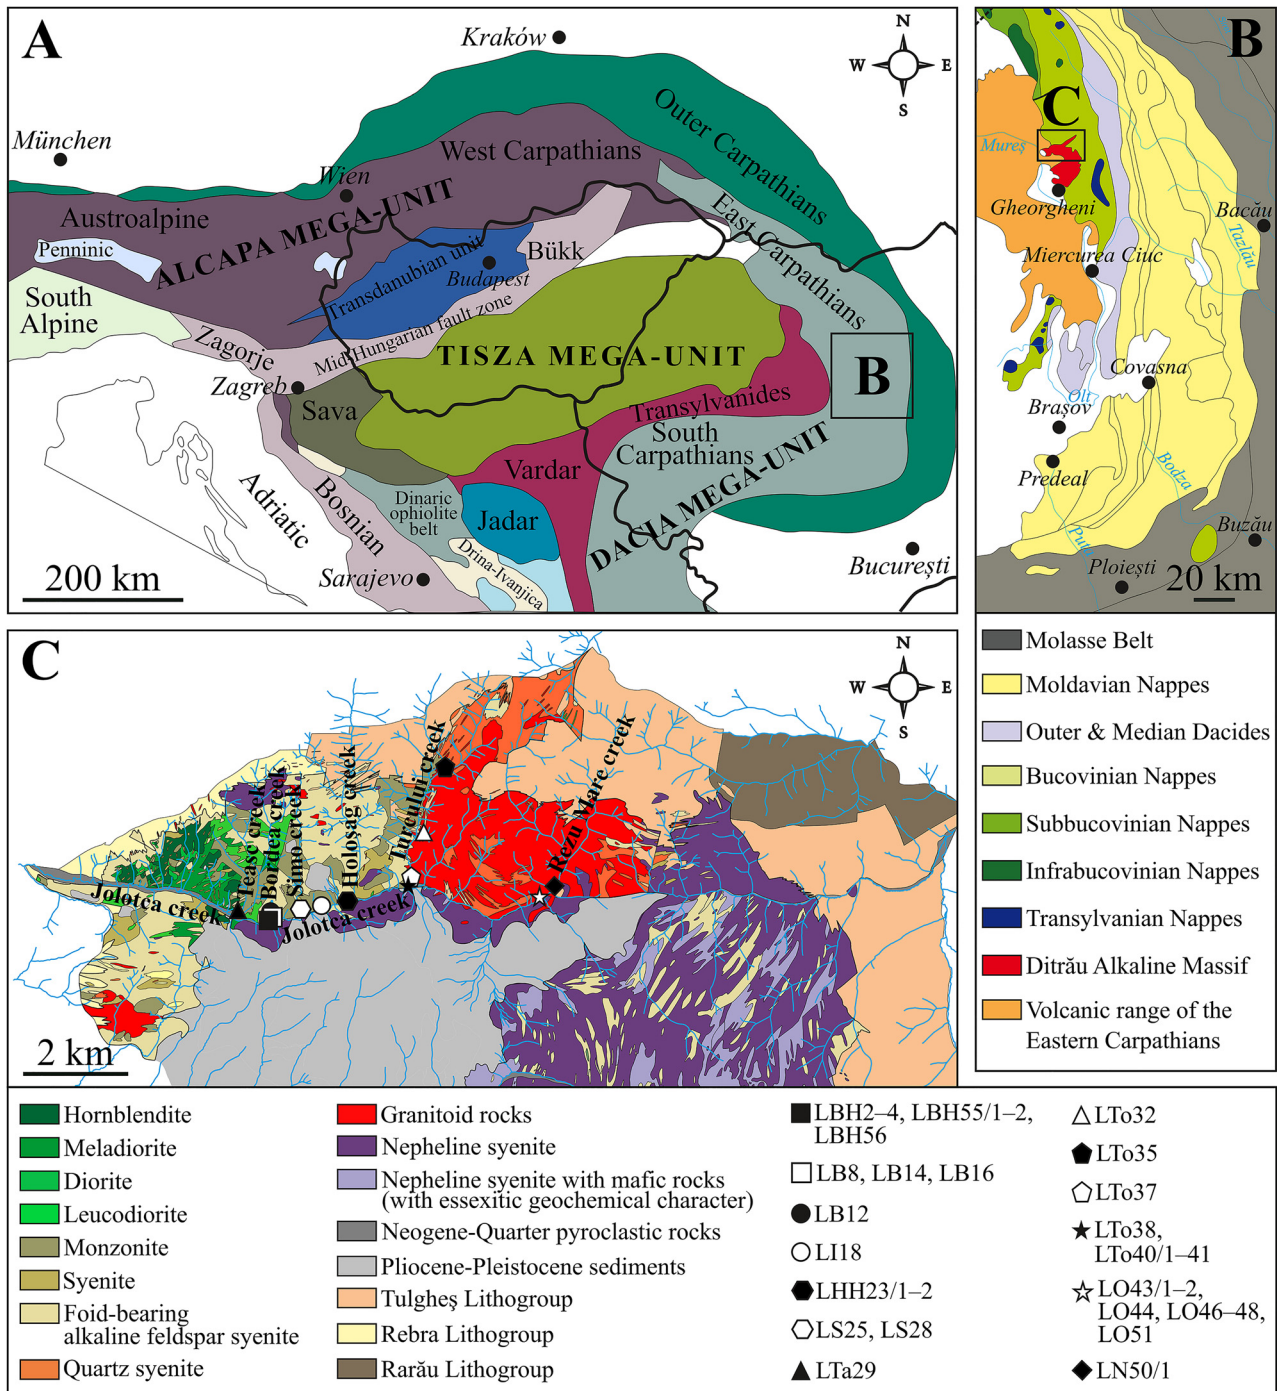 A
Kraków
N
W
E
S
München
Wien
West Carpathians
Outer Carpathians
Austroalpine
Penninic
ALCAPA MEGA-UNIT
East Carpathians
Bükk
Transdanubian unit
Budapest
South
Alpine
Mid-Hungarian fault zone
Zagorje
TISZA MEGA-UNIT
Zagreb
Sava
Transylvanides
B
South
Carpathians
Vardar
DACIA MEGA-UNIT
Adriatic
Bosnian
Dinaric
ophiolite
belt
Jadar
Drina-Ivanjica
Sarajevo
București
200 km
B
C
Mureș
Gheorgheni
Bacău
Tazlău
Miercurea Ciuc
Covasna
Olt
Brașov
Predeal
Bodza
Buzău
Ploiești
20 km
Molasse Belt
Moldavian Nappes
Outer & Median Dacides
Bucovinian Nappes
Subbucovinian Nappes
Infrabucovinian Nappes
Transylvanian Nappes
Ditrău Alkaline Massif
Volcanic range of the
Eastern Carpathians
C
N
W
E
S
Teasc creek
Bordea creek
Simo creek
Holosag creek
Turcului creek
Rezu Mare creek
Jolotca creek
Jolotca creek
2 km
Hornblendite
Meladiorite
Diorite
Leucodiorite
Monzonite
Syenite
Foid-bearing
alkaline feldspar syenite
Quartz syenite
Granitoid rocks
Nepheline syenite
Nepheline syenite with mafic rocks
(with essexitic geochemical character)
Neogene-Quarter pyroclastic rocks
Pliocene-Pleistocene sediments
Tulgheş Lithogroup
Rebra Lithogroup
Rarău Lithogroup
LBH2–4, LBH55/1–2,
LBH56
LB8, LB14, LB16
LB12
LI18
LHH23/1–2
LS25, LS28
LTa29
LTo32
LTo35
LTo37
LTo38,
LTo40/1–41
LO43/1–2,
LO44, LO46–48,
LO51
LN50/1